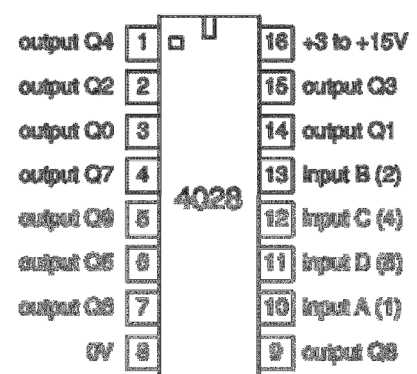 output Q4 1 16 +3 to +15V
output Q2 2 15 output Q3
output Q0 3 14 output Q1
output Q7 4 13 input B (2)
4028
output 5 12 input C (4)
output Q5 6 11 input D (8)
output Q6 7 10 input A (1)
0V 8 9 output Q8